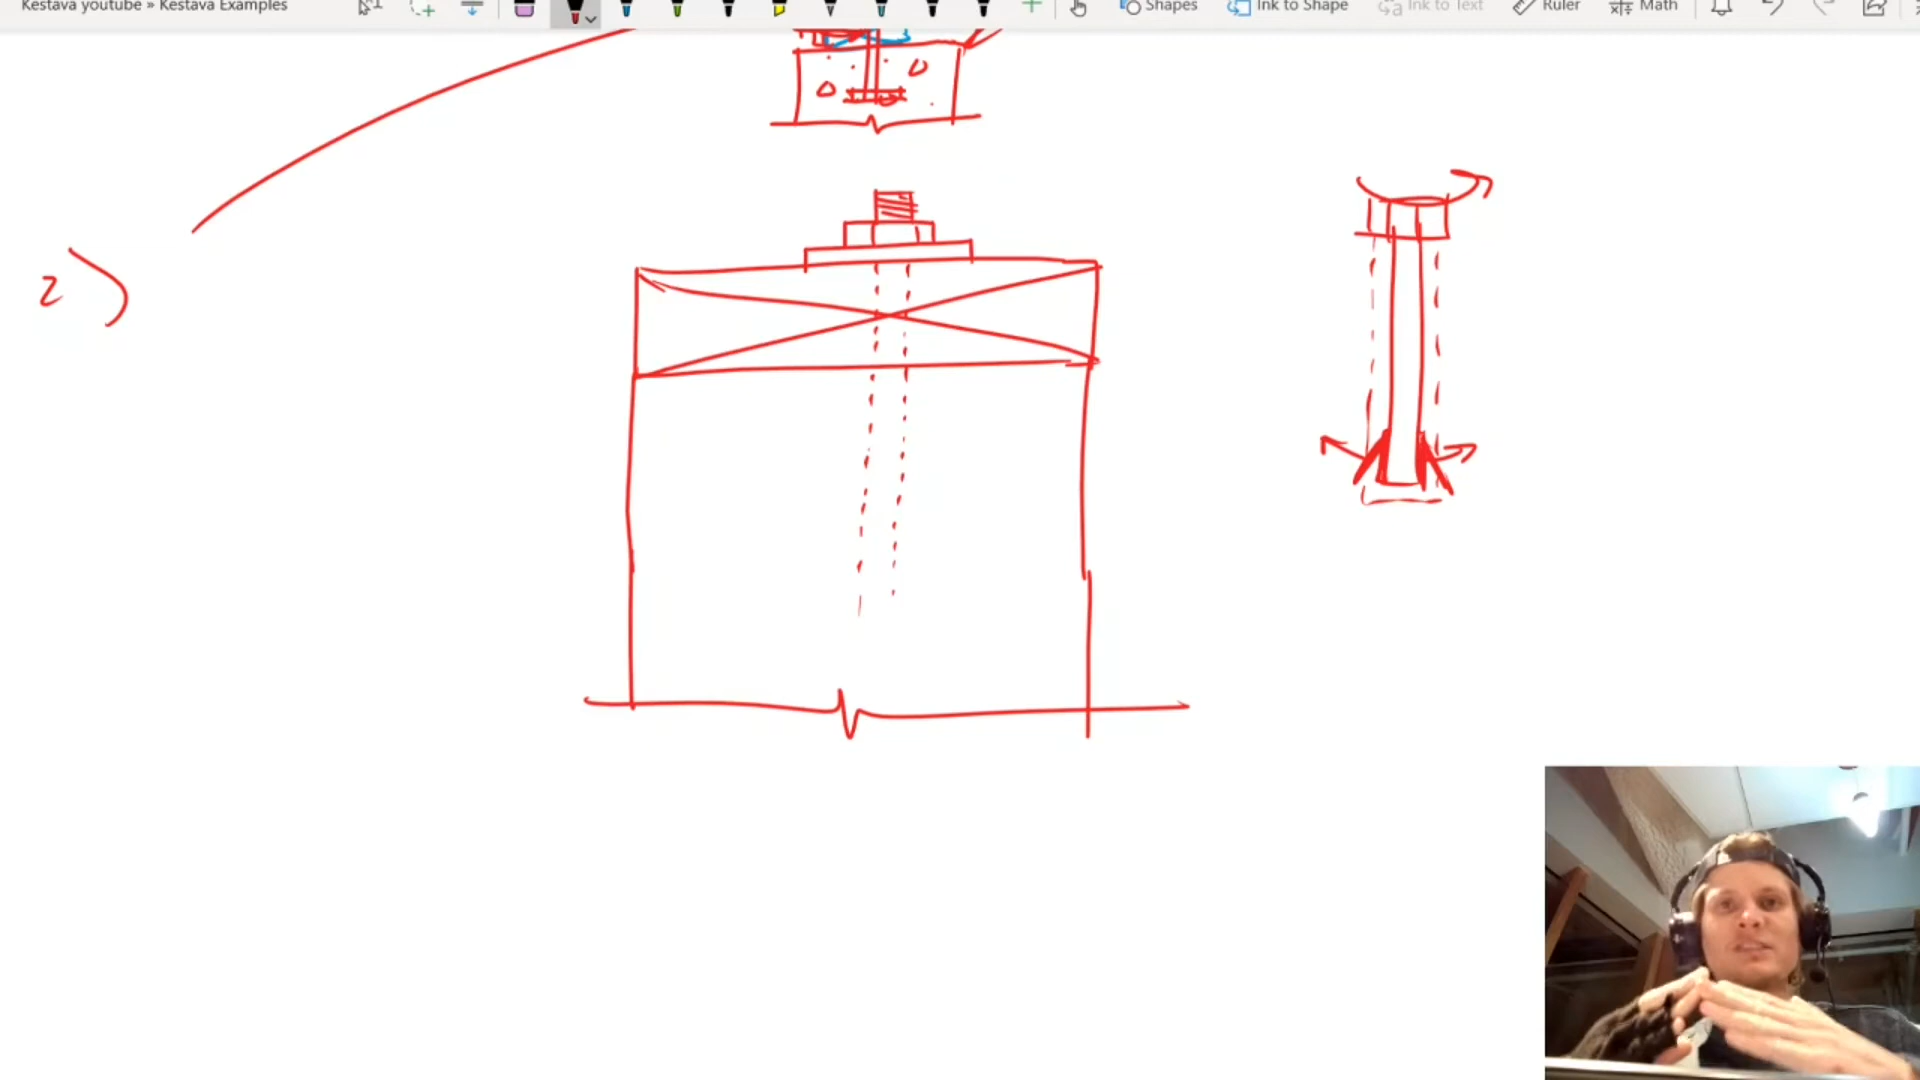 Kestava youtube » Kestava Examples
Shapes
Ink to Shape
Ink to Text
Ruler
Math
2)